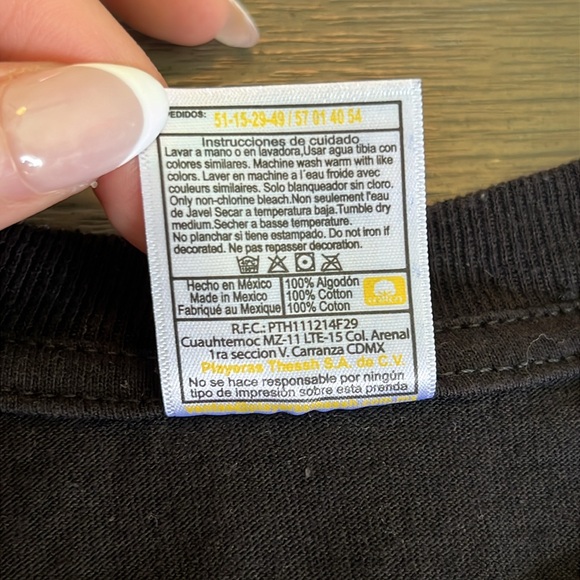 PEDIDOS: 51-15-29-49 / 57 01 40 54
Instrucciones de cuidado
Lavar a mano o en lavadora,Usar agua tibia con
colores similares. Machine wash warm with like
colors. Laver en machine a l'eau froide avec
couleurs similaires. Solo blanqueador sin cloro.
Only non-chlorine bleach.Non seulement l'eau
de Javel Secar a temperatura baja.Tumble dry
medium.Secher a basse temperature.
No planchar si tiene estampado. Do not iron if
decorated. Ne pas repasser decoration.
Hecho en México
Made in Mexico
Fabriqué au Mexique
100% Algodón
100% Cotton
100% Coton
R.F.C.: PTH111214F29
Cuauhtemoc MZ-11 LTE-15 Col. Arenal
1ra seccion V. Carranza CDMX
Playeras Thessh S.A. de C.V.
No se hace responsable por ningún
tipo de impresión sobre esta prenda